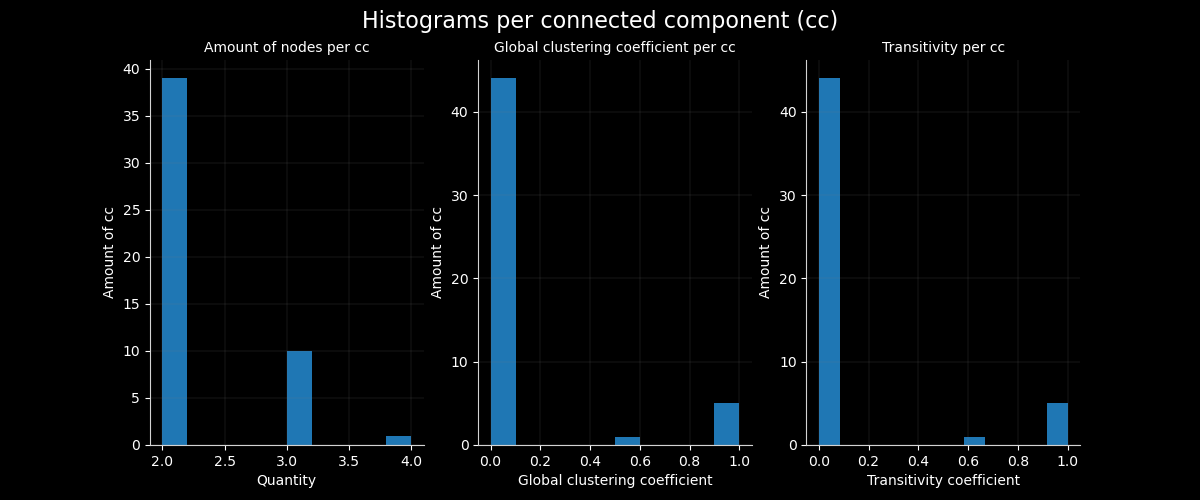 Histograms per connected component (cc)
Amount of nodes per cc
Global clustering coefficient per cc
Transitivity per cc
Amount of cc
40
35
30
25
20
15
10
5
0
2.0 2.5 3.0 3.5 4.0
Quantity
Amount of cc
40
30
20
10
0
0.0 0.2 0.4 0.6 0.8 1.0
Global clustering coefficient
Amount of cc
40
30
20
10
0
0.0 0.2 0.4 0.6 0.8 1.0
Transitivity coefficient